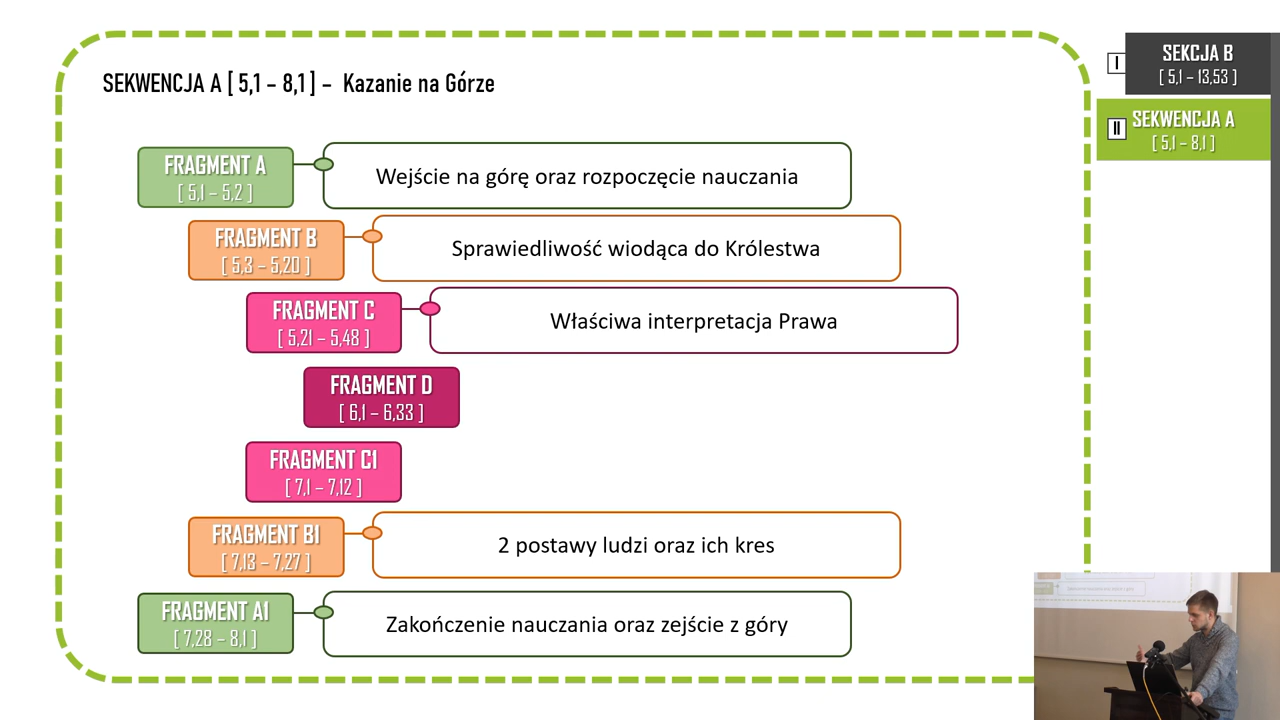 SEKWENCJA A [ 5,1 – 8,1 ] – Kazanie na Górze
FRAGMENT A
[ 5,1 – 5,2 ]
Wejście na górę oraz rozpoczęcie nauczania
FRAGMENT B
[ 5,3 – 5,20 ]
Sprawiedliwość wiodąca do Królestwa
FRAGMENT C
[ 5,21 – 5,48 ]
Właściwa interpretacja Prawa
FRAGMENT D
[ 6,1 – 6,33 ]
FRAGMENT C1
[ 7,1 – 7,12 ]
FRAGMENT B1
[ 7,13 – 7,27 ]
2 postawy ludzi oraz ich kres
FRAGMENT A1
[ 7,28 – 8,1 ]
Zakończenie nauczania oraz zejście z góry
I
SEKCJA B
[ 5,1 – 13,53 ]
II
SEKWENCJA A
[ 5,1 – 8,1 ]